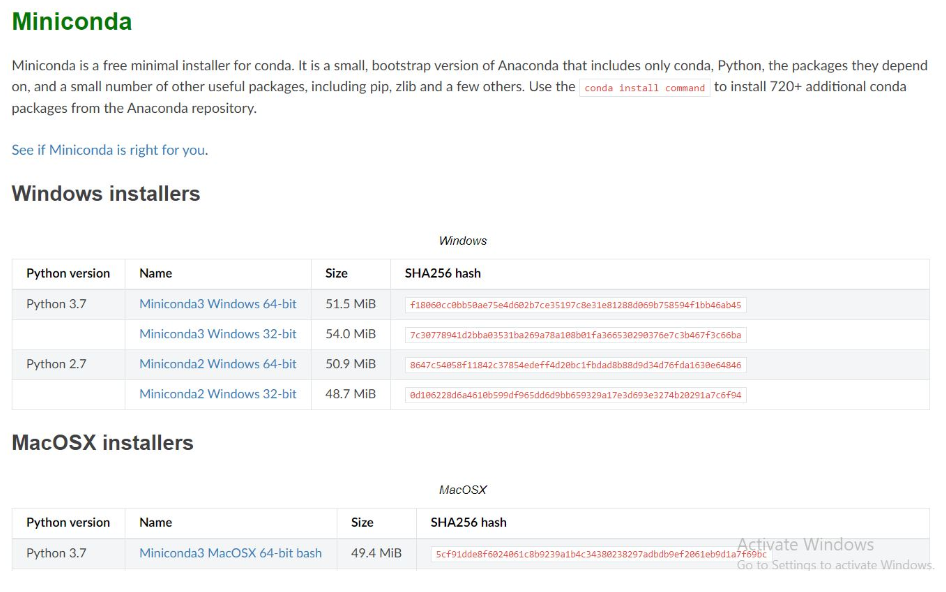 Miniconda
Miniconda is a free minimal installer for conda. It is a small, bootstrap version of Anaconda that includes only conda, Python, the packages they depend
on, and a small number of other useful packages, including pip, zlib and a few others. Use the conda install command to install 720+ additional conda
packages from the Anaconda repository.
See if Miniconda is right for you.
Windows installers
Windows
Python version Name Size SHA256 hash
Python 3.7 Miniconda3 Windows 64-bit 51.5 MiB f18060cc0bb50ae75e4d602b7ce35197c8e31e81288d069b758594f1bb46ab45
Miniconda3 Windows 32-bit 54.0 MiB 7c30778941d2bba03531ba269a78a108b01fa366530290376e7c3b467f3c66ba
Python 2.7 Miniconda2 Windows 64-bit 50.9 MiB 8647c54058f11842c37854edeff4d20bc1fbdad8b88d9d34d76fda1630e64846
Miniconda2 Windows 32-bit 48.7 MiB 0d106228d6a4610b599df965dd6d9bb659329a17e3d693e3274b20291a7c6f94
MacOSX installers
MacOSX
Python version Name Size SHA256 hash
Python 3.7 Miniconda3 MacOSX 64-bit bash 49.4 MiB 5cf91dde8f6024061c8b9239a1b4c34380238297adbdb9ef2061eb9d1a7f69bc
Activate Windows
Go to Settings to activate Windows.